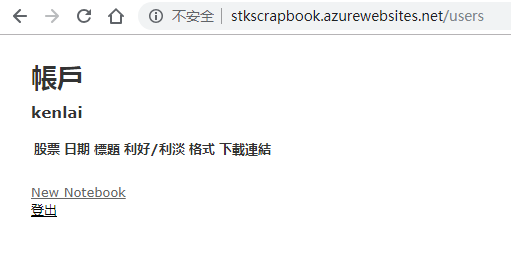 不安全 stkscrapbook.azurewebsites.net/users
帳戶
kenlai
股票 日期 標題 利好/利淡 格式 下載連結
New Notebook
登出